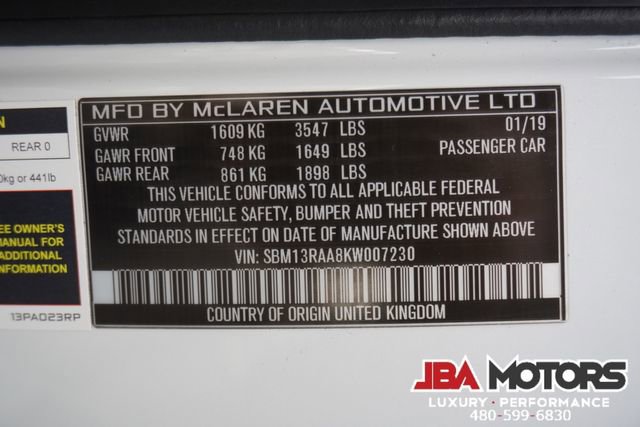 N
REAR 0
0kg or 441lb
EE OWNER'S
MANUAL FOR
ADDITIONAL
INFORMATION
13PA023RP
MFD BY McLAREN AUTOMOTIVE LTD
GVWR 1609 KG 3547 LBS 01/19
GAWR FRONT 748 KG 1649 LBS PASSENGER CAR
GAWR REAR 861 KG 1898 LBS
THIS VEHICLE CONFORMS TO ALL APPLICABLE FEDERAL
MOTOR VEHICLE SAFETY, BUMPER AND THEFT PREVENTION
STANDARDS IN EFFECT ON DATE OF MANUFACTURE SHOWN ABOVE.
VIN: SBM13RAA8KW007230
COUNTRY OF ORIGIN UNITED KINGDOM
JBA MOTORS
LUXURY · PERFORMANCE
480-599-6830